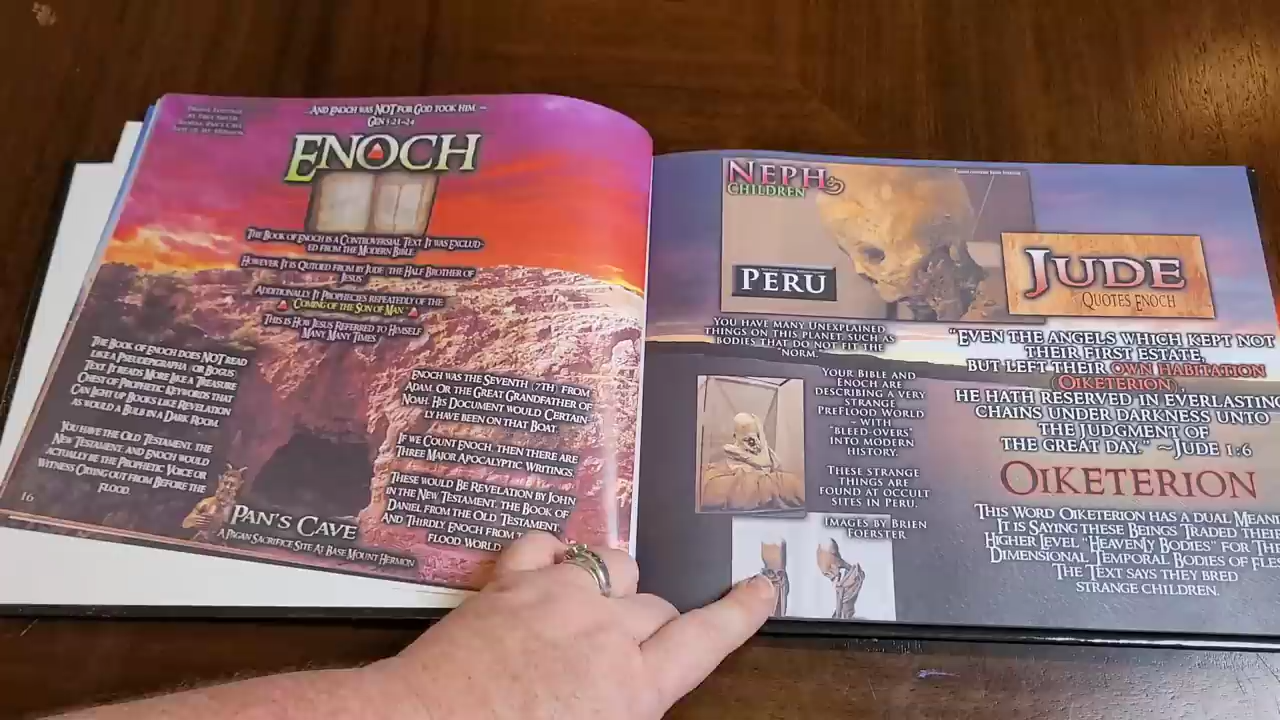 ...AND ENOCH WAS NOT FOR GOD TOOK HIM. ~
GEN 5:21-24
ENOCH
THE BOOK OF ENOCH IS A CONTROVERSIAL TEXT. IT WAS EXCLUD-
ED FROM THE MODERN BIBLE.
HOWEVER IT IS QUTOED FROM BY JUDE THE HALF BROTHER OF
JESUS
ADDITIONALLY, IT PROPHECIES REPEATEDLY OF THE
"COMING OF THE SON OF MAN."
THIS IS HOW JESUS REFERRED TO HIMSELF
MANY MANY TIMES
THE BOOK OF ENOCH DOES NOT READ
LIKE A PSEUDEPIGRAPHA (OR BOGUS)
TEXT. IT READS MORE LIKE A TREASURE
CHEST OF PROPHETIC KEYWORDS THAT
CAN LIGHT UP BOOKS LIKE REVELATION
AS WOULD A BULB IN A DARK ROOM.
YOU HAVE THE OLD TESTAMENT, THE
NEW TESTAMENT, AND ENOCH WOULD
ACTUALLY BE THE PROPHETIC VOICE OR
WITNESS CRYING OUT FROM BEFORE THE
FLOOD.
ENOCH WAS THE SEVENTH (7TH) FROM
ADAM, OR THE GREAT GRANDFATHER OF
NOAH. HIS DOCUMENT WOULD CERTAIN-
LY HAVE BEEN ON THAT BOAT.
IF WE COUNT ENOCH, THEN THERE ARE
THREE MAJOR APOCALYPTIC WRITINGS.
THESE WOULD BE REVELATION BY JOHN
IN THE NEW TESTAMENT, THE BOOK OF
DANIEL FROM THE OLD TESTAMENT,
AND THIRDLY, ENOCH FROM
FLOOD WORLD
16
PAN'S CAVE
A PAGAN SACRIFICE SITE AT BASE MOUNT HERMON
NEPH
CHILDREN
PERU
YOU HAVE MANY UNEXPLAINED
THINGS ON THIS PLANET, SUCH AS
BODIES THAT DO NOT FIT THE
"NORM."
YOUR BIBLE AND
ENOCH ARE
DESCRIBING A VERY
STRANGE
PREFLOOD WORLD
~ WITH
"BLEED-OVERS"
INTO MODERN
HISTORY.
THESE STRANGE
THINGS ARE
FOUND AT OCCULT
SITES IN PERU.
IMAGES BY BRIEN
FOERSTER
JUDE
QUOTES ENOCH
"EVEN THE ANGELS WHICH KEPT NOT
THEIR FIRST ESTATE,
BUT LEFT THEIR OWN HABITATION
(OIKETERION),
HE HATH RESERVED IN EVERLASTING
CHAINS UNDER DARKNESS UNTO
THE JUDGMENT OF
THE GREAT DAY." ~JUDE 1:6
OIKETERION
THIS WORD OIKETERION HAS A DUAL MEAN
IT IS SAYING THESE BEINGS TRADED THEIR
HIGHER LEVEL "HEAVENLY BODIES" FOR THE
DIMENSIONAL, TEMPORAL BODIES OF FLES
THE TEXT SAYS THEY BRED
STRANGE CHILDREN.